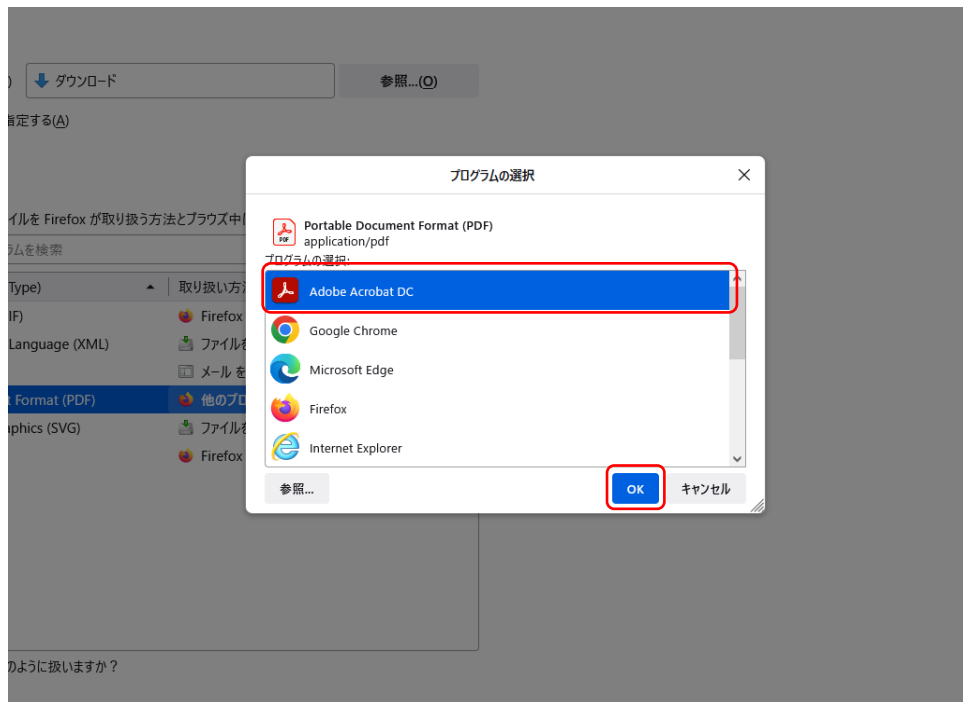 ) ダウンロード 参照...(O)
指定する(A)
プログラムの選択
イルを Firefox が取り扱う方法とブラウズ中に
Portable Document Format (PDF)
application/pdf
PDF
ラムを検索
プログラムの選択:
Type) 取り扱い方法
Adobe Acrobat DC
IF) Firefox
Google Chrome
Language (XML) ファイルを
Microsoft Edge
メール を
t Format (PDF) 他のプロ
Firefox
aphics (SVG) ファイルを
Internet Explorer
Firefox
参照... OK キャンセル
のように扱いますか？